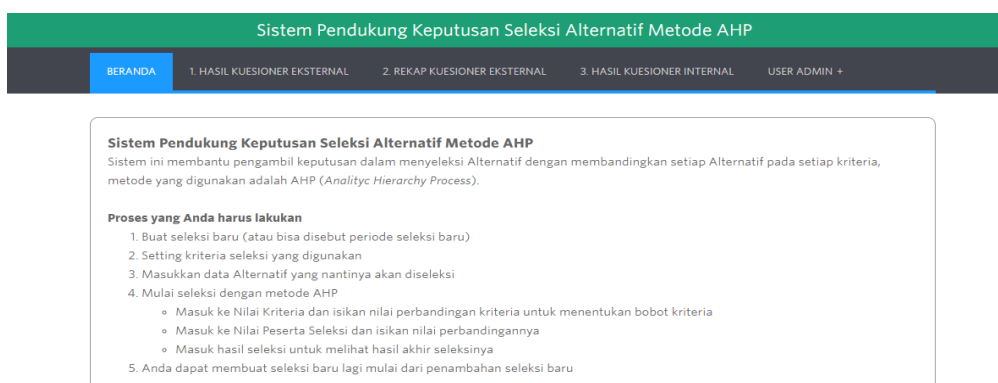 Sistem Pendukung Keputusan Seleksi Alternatif Metode AHP
BERANDA 1. HASIL KUESIONER EKSTERNAL 2. REKAP KUESIONER EKSTERNAL 3. HASIL KUESIONER INTERNAL USER ADMIN +
Sistem Pendukung Keputusan Seleksi Alternatif Metode AHP
Sistem ini membantu pengambil keputusan dalam menyeleksi Alternatif dengan membandingkan setiap Alternatif pada setiap kriteria,
metode yang digunakan adalah AHP (Analityc Hierarchy Process).
Proses yang Anda harus lakukan
1. Buat seleksi baru (atau bisa disebut periode seleksi baru)
2. Setting kriteria seleksi yang digunakan
3. Masukkan data Alternatif yang nantinya akan diseleksi
4. Mulai seleksi dengan metode AHP
◦ Masuk ke Nilai Kriteria dan isikan nilai perbandingan kriteria untuk menentukan bobot kriteria
◦ Masuk ke Nilai Peserta Seleksi dan isikan nilai perbandingannya
◦ Masuk hasil seleksi untuk melihat hasil akhir seleksinya
5. Anda dapat membuat seleksi baru lagi mulai dari penambahan seleksi baru